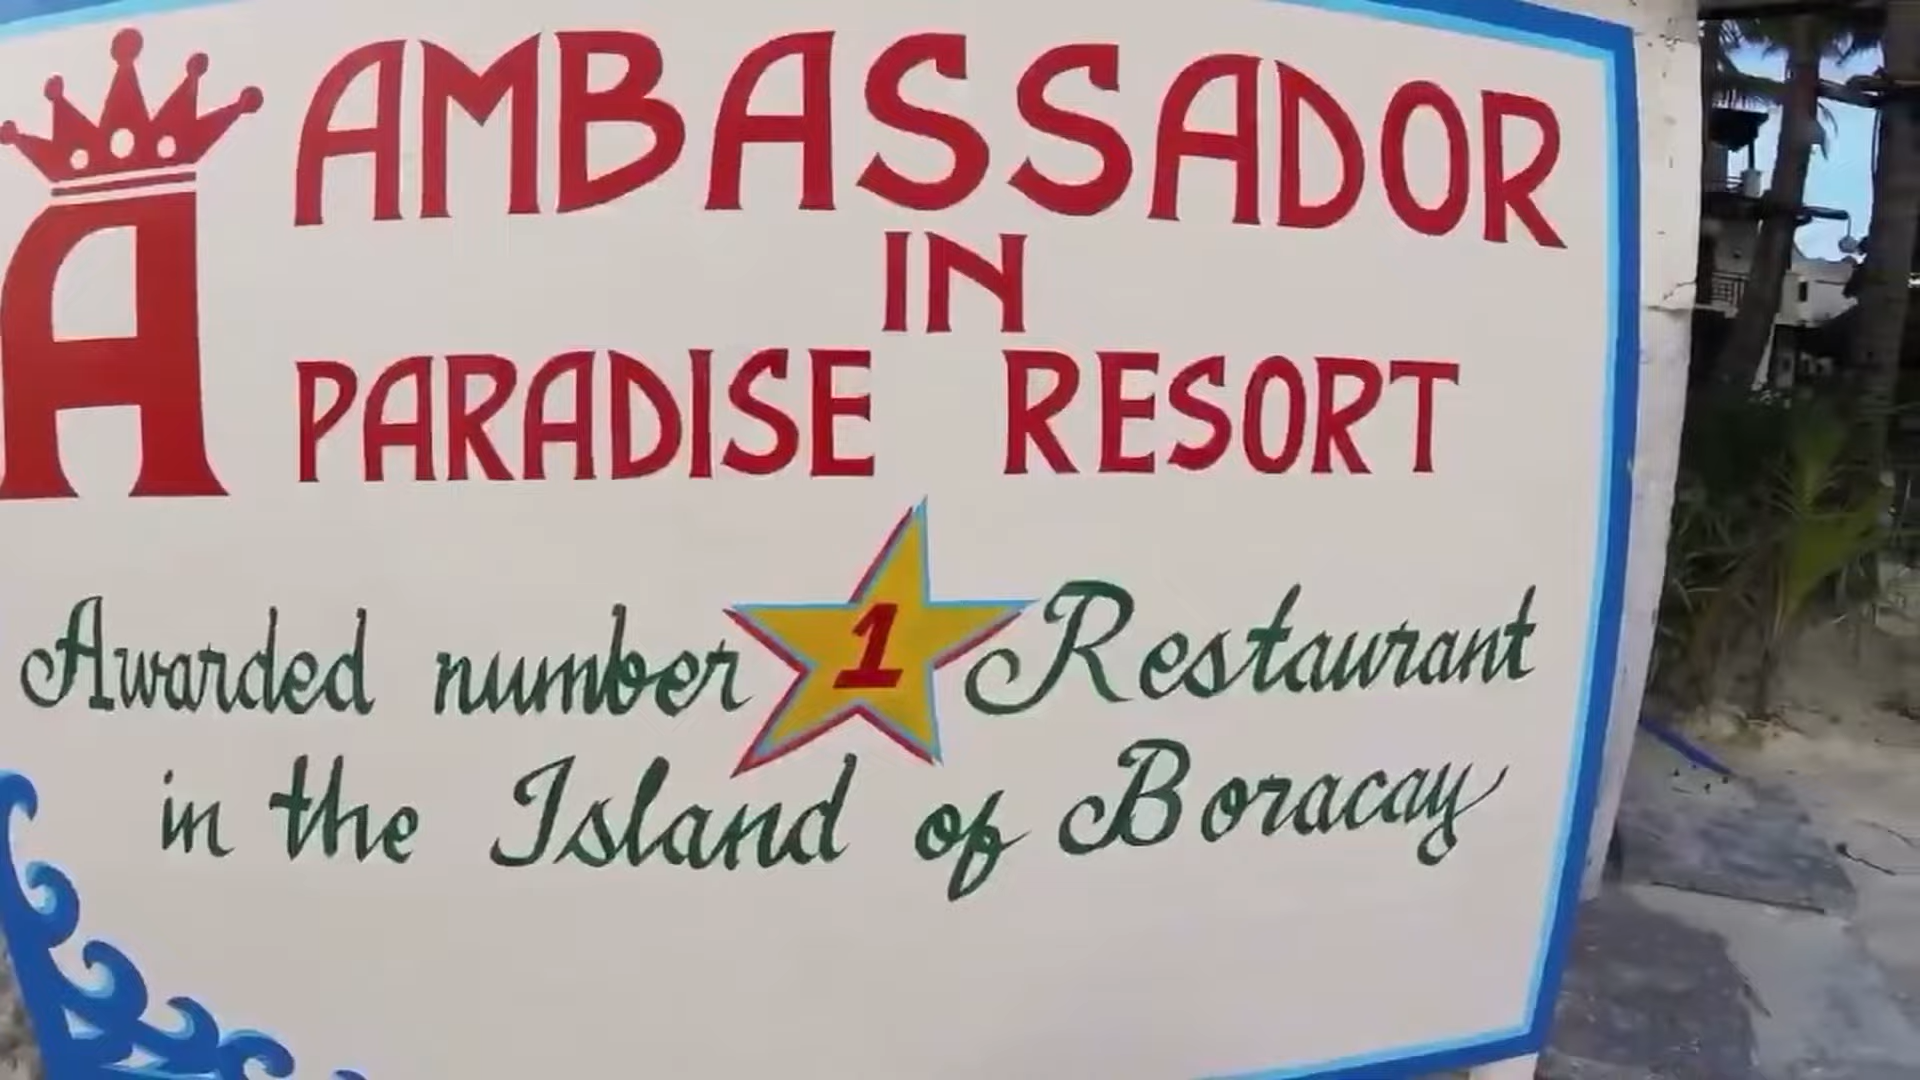 A AMBASSADOR
IN
PARADISE RESORT
Awarded number 1 Restaurant
in the Island of Boracay